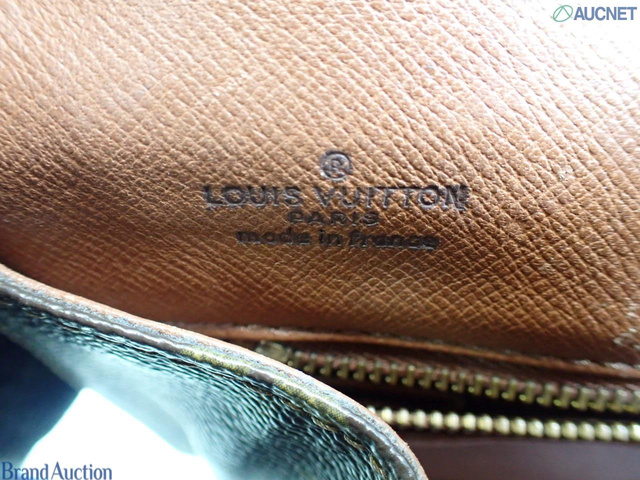 AUCNET
®
LOUIS VUITTON
PARIS
made in france
Brand Auction